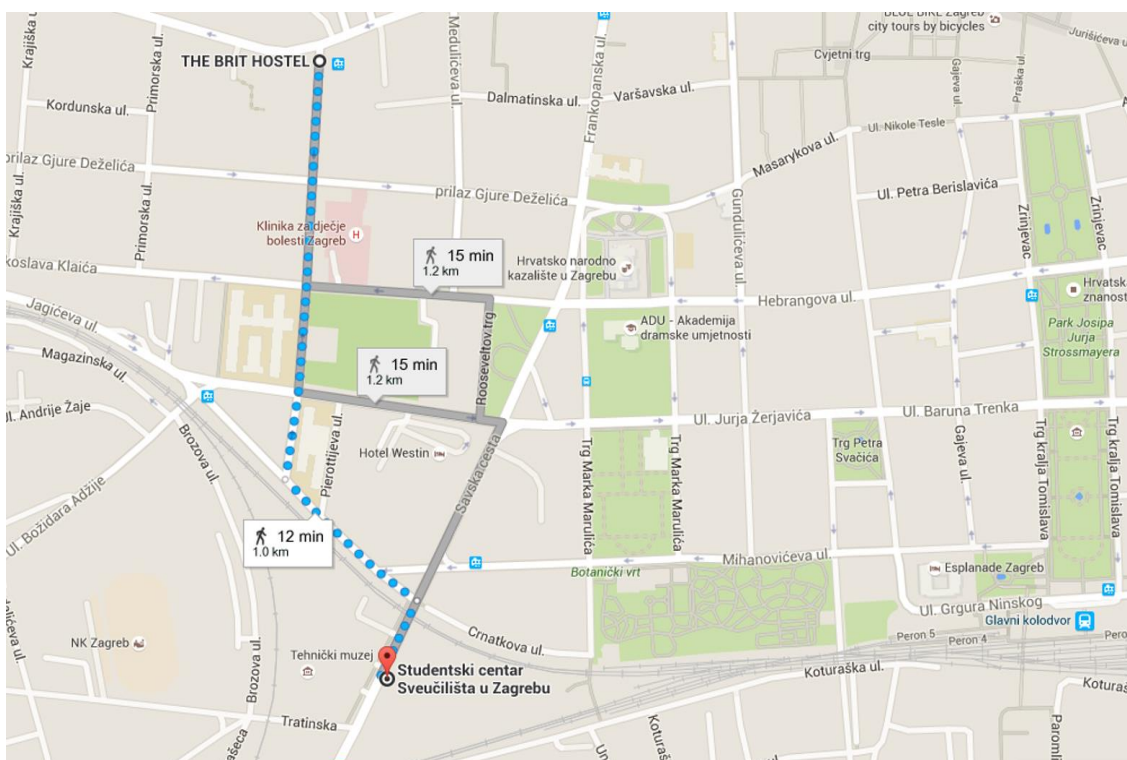 BLUE BIKE Zagreb
city tours by bicycles
Jurišićeva ul.
Krajiška ul.
Medulićeva ul.
THE BRIT HOSTEL
Cvjetni trg
Gajeva ul.
Praška ul.
Kordunska ul.
Primorska ul.
Dalmatinska ul.
Varšavska ul.
Frankopanska ul.
Masarykova ul.
Ul. Nikole Tesle
prilaz Gjure Deželića
prilaz Gjure Deželića
Ul. Petra Berislavića
Krajiška ul.
Primorska ul.
Gundulićeva ul.
Zrinjevac
Zrinjevac
Klinika za dječje
bolesti Zagreb
H
15 min
1.2 km
Hrvatsko narodno
kazalište u Zagrebu
koslava Klaića
Hebrangova ul.
Hrvatska
znanost
Jagićeva ul.
Magazinska ul.
Rooseveltov trg
ADU - Akademija
dramske umjetnosti
Park Josipa
Jurja
Strossmayera
15 min
1.2 km
Ul. Andrije Žaje
Ul. Jurja Žerjavića
Ul. Baruna Trenka
Brozova ul.
Pierottijeva ul.
Hotel Westin
Savska cesta
Trg Marka Marulića
Trg Marka Marulića
Trg Petra
Svačića
Gajeva ul.
Trg kralja Tomislava
Trg kralja Tomislava
Ul. Božidara Adžije
12 min
1.0 km
Mihanovićeva ul.
Botanički vrt
Esplanade Zagreb
Ul. Grgura Ninskog
Glavni kolodvor
NK Zagreb
Brozova ul.
Crnatkova ul.
Peron 5
Peron 4
Pero
Tehnički muzej
Studentski centar
Sveučilišta u Zagrebu
Koturaška ul.
Koturaš
Tratinska
Koturaš
Paromli